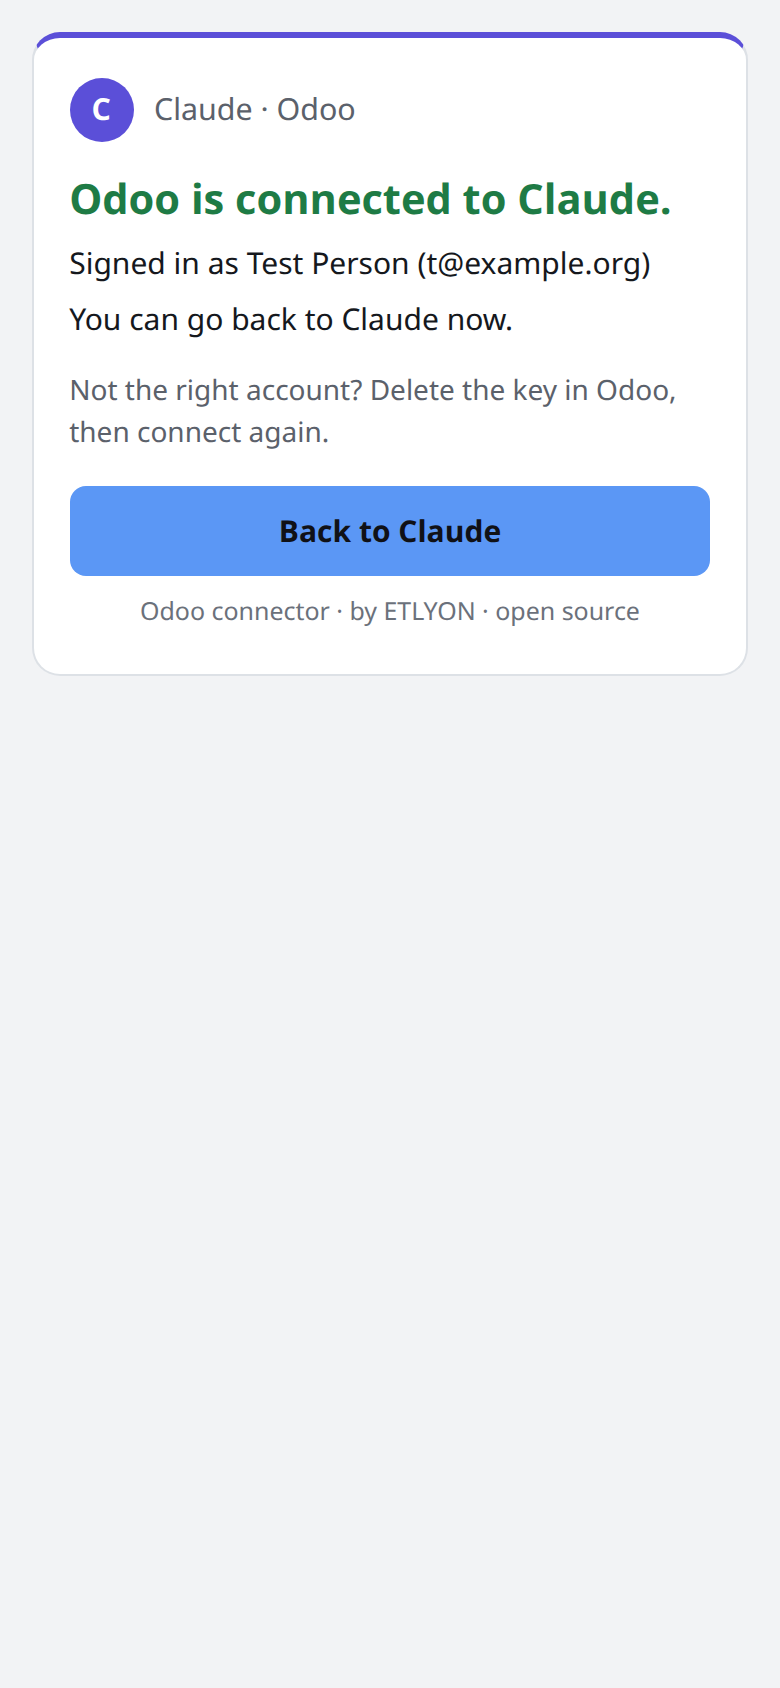 C
Claude · Odoo
Odoo is connected to Claude.
Signed in as Test Person (t@example.org)
You can go back to Claude now.
Not the right account? Delete the key in Odoo,
then connect again.
Back to Claude
Odoo connector · by ETLYON · open source